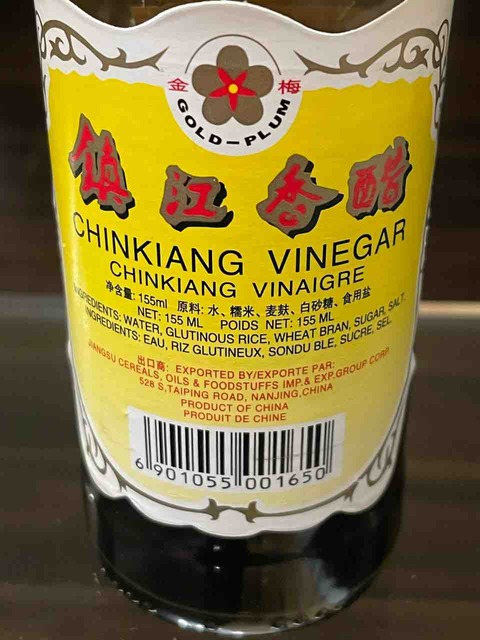 金 梅
GOLD-PLUM
镇江香醋
CHINKIANG VINEGAR
CHINKIANG VINAIGRE
净含量: 155ml 原料: 水、糯米、麦麸、白砂糖、食用盐
NET: 155 ML POIDS NET: 155 ML
INGREDIENTS: WATER, GLUTINOUS RICE, WHEAT BRAN, SUGAR, SALT.
INGREDIENTS: EAU, RIZ GLUTINEUX, SONDU BLE, SUCRE, SEL.
出口商: EXPORTED BY/EXPORTE PAR:
JIANGSU CEREALS, OILS & FOODSTUFFS IMP.& EXP.GROUP CORP.
528 S,TAIPING ROAD, NANJING,CHINA
PRODUCT OF CHINA
PRODUIT DE CHINE
6 901055 001650